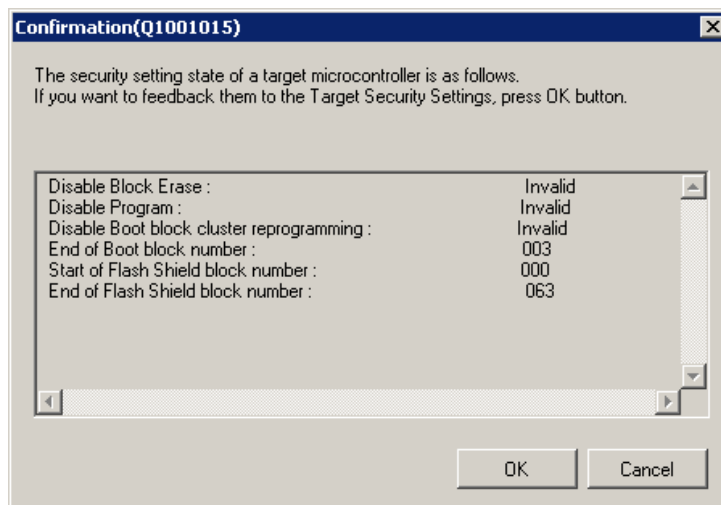 Confirmation(Q1001015)
The security setting state of a target microcontroller is as follows.
If you want to feedback them to the Target Security Settings, press OK button.
Disable Block Erase : Invalid
Disable Program : Invalid
Disable Boot block cluster reprogramming : Invalid
End of Boot block number : 003
Start of Flash Shield block number : 000
End of Flash Shield block number : 063
OK Cancel